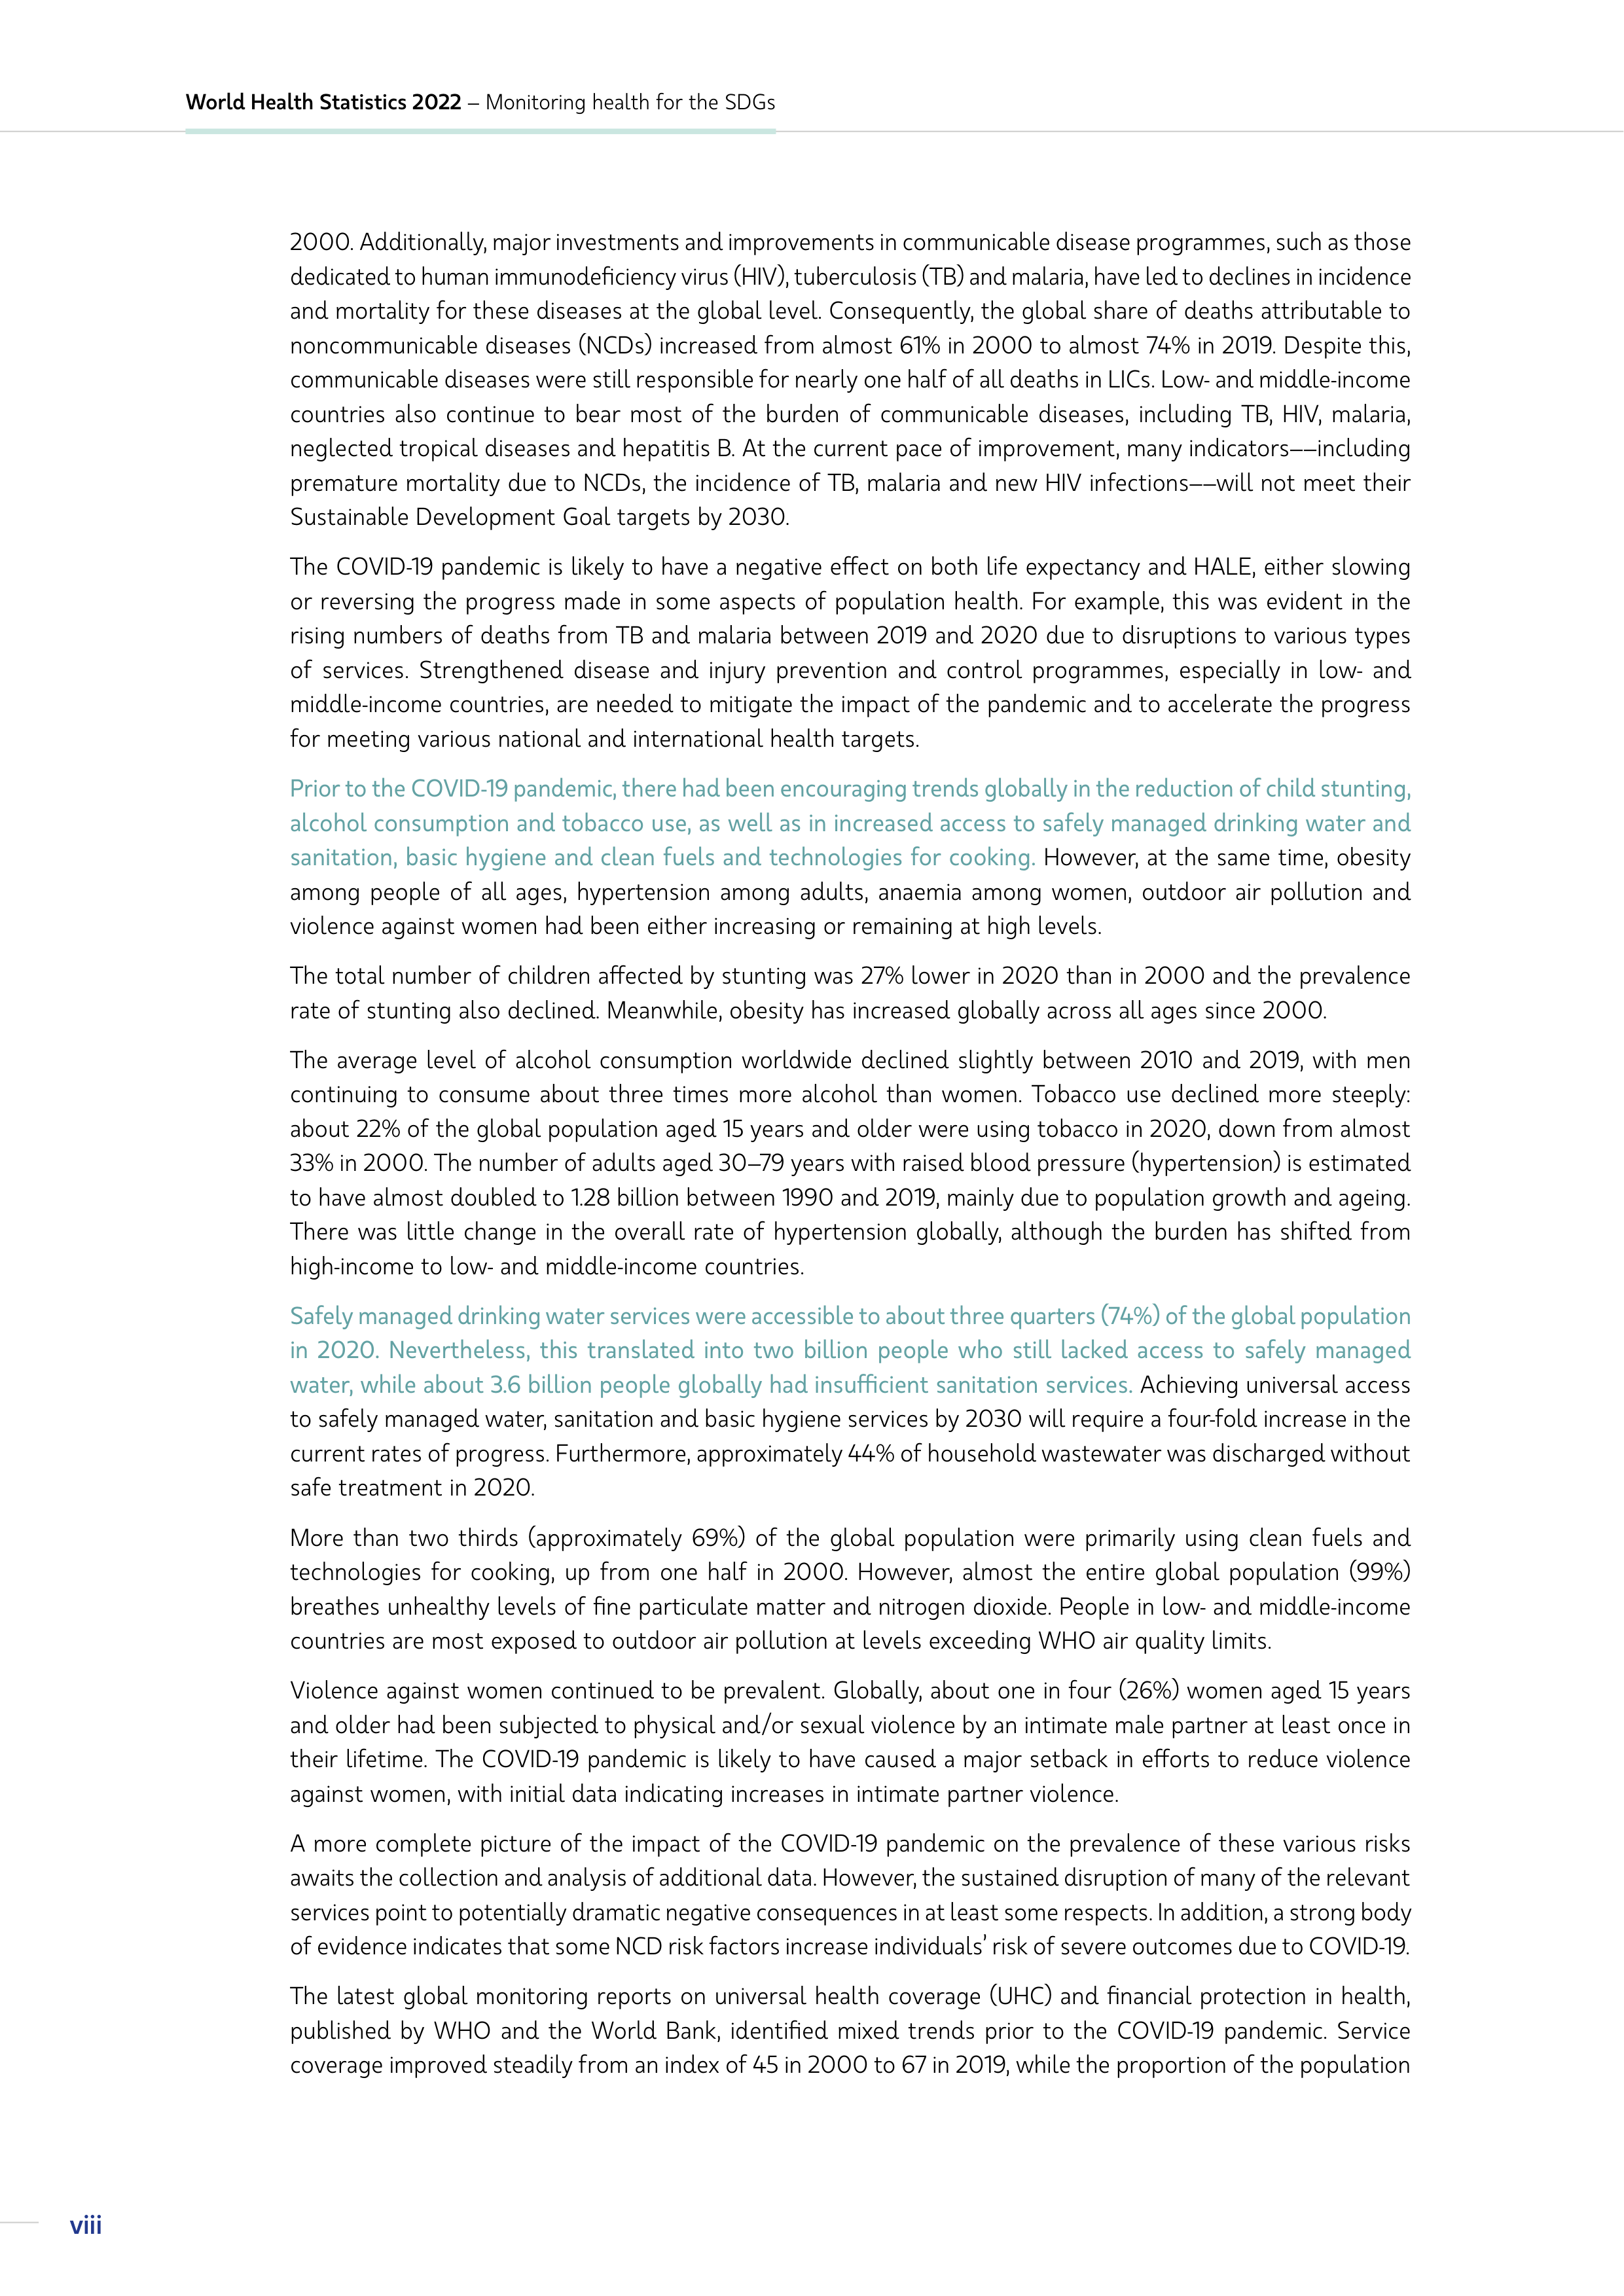 World Health Statistics 2022 – Monitoring health for the SDGs
2000. Additionally, major investments and improvements in communicable disease programmes, such as those
dedicated to human immunodeficiency virus (HIV), tuberculosis (TB) and malaria, have led to declines in incidence
and mortality for these diseases at the global level. Consequently, the global share of deaths attributable to
noncommunicable diseases (NCDs) increased from almost 61% in 2000 to almost 74% in 2019. Despite this,
communicable diseases were still responsible for nearly one half of all deaths in LICs. Low- and middle-income
countries also continue to bear most of the burden of communicable diseases, including TB, HIV, malaria,
neglected tropical diseases and hepatitis B. At the current pace of improvement, many indicators––including
premature mortality due to NCDs, the incidence of TB, malaria and new HIV infections––will not meet their
Sustainable Development Goal targets by 2030.
The COVID-19 pandemic is likely to have a negative effect on both life expectancy and HALE, either slowing
or reversing the progress made in some aspects of population health. For example, this was evident in the
rising numbers of deaths from TB and malaria between 2019 and 2020 due to disruptions to various types
of services. Strengthened disease and injury prevention and control programmes, especially in low- and
middle-income countries, are needed to mitigate the impact of the pandemic and to accelerate the progress
for meeting various national and international health targets.
Prior to the COVID-19 pandemic, there had been encouraging trends globally in the reduction of child stunting,
alcohol consumption and tobacco use, as well as in increased access to safely managed drinking water and
sanitation, basic hygiene and clean fuels and technologies for cooking. However, at the same time, obesity
among people of all ages, hypertension among adults, anaemia among women, outdoor air pollution and
violence against women had been either increasing or remaining at high levels.
The total number of children affected by stunting was 27% lower in 2020 than in 2000 and the prevalence
rate of stunting also declined. Meanwhile, obesity has increased globally across all ages since 2000.
The average level of alcohol consumption worldwide declined slightly between 2010 and 2019, with men
continuing to consume about three times more alcohol than women. Tobacco use declined more steeply:
about 22% of the global population aged 15 years and older were using tobacco in 2020, down from almost
33% in 2000. The number of adults aged 30–79 years with raised blood pressure (hypertension) is estimated
to have almost doubled to 1.28 billion between 1990 and 2019, mainly due to population growth and ageing.
There was little change in the overall rate of hypertension globally, although the burden has shifted from
high-income to low- and middle-income countries.
Safely managed drinking water services were accessible to about three quarters (74%) of the global population
in 2020. Nevertheless, this translated into two billion people who still lacked access to safely managed
water, while about 3.6 billion people globally had insufficient sanitation services. Achieving universal access
to safely managed water, sanitation and basic hygiene services by 2030 will require a four-fold increase in the
current rates of progress. Furthermore, approximately 44% of household wastewater was discharged without
safe treatment in 2020.
More than two thirds (approximately 69%) of the global population were primarily using clean fuels and
technologies for cooking, up from one half in 2000. However, almost the entire global population (99%)
breathes unhealthy levels of fine particulate matter and nitrogen dioxide. People in low- and middle-income
countries are most exposed to outdoor air pollution at levels exceeding WHO air quality limits.
Violence against women continued to be prevalent. Globally, about one in four (26%) women aged 15 years
and older had been subjected to physical and/or sexual violence by an intimate male partner at least once in
their lifetime. The COVID-19 pandemic is likely to have caused a major setback in efforts to reduce violence
against women, with initial data indicating increases in intimate partner violence.
A more complete picture of the impact of the COVID-19 pandemic on the prevalence of these various risks
awaits the collection and analysis of additional data. However, the sustained disruption of many of the relevant
services point to potentially dramatic negative consequences in at least some respects. In addition, a strong body
of evidence indicates that some NCD risk factors increase individuals’ risk of severe outcomes due to COVID-19.
The latest global monitoring reports on universal health coverage (UHC) and financial protection in health,
published by WHO and the World Bank, identified mixed trends prior to the COVID-19 pandemic. Service
coverage improved steadily from an index of 45 in 2000 to 67 in 2019, while the proportion of the population
viii